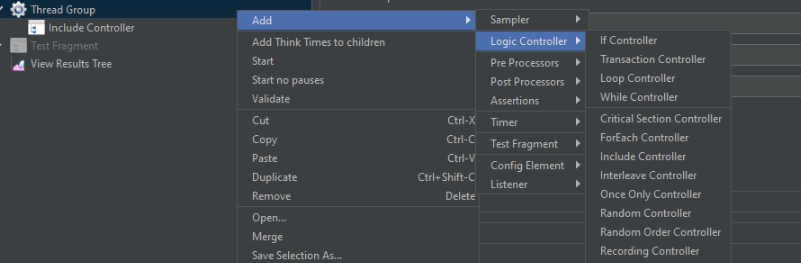 Thread Group
Include Controller
Test Fragment
View Results Tree
Add
Add Think Times to children
Start
Start no pauses
Validate
Cut Ctrl-X
Copy Ctrl-C
Paste Ctrl-V
Duplicate Ctrl+Shift-C
Remove Delete
Open...
Merge
Save Selection As...
Sampler
Logic Controller
Pre Processors
Post Processors
Assertions
Timer
Test Fragment
Config Element
Listener
If Controller
Transaction Controller
Loop Controller
While Controller
Critical Section Controller
ForEach Controller
Include Controller
Interleave Controller
Once Only Controller
Random Controller
Random Order Controller
Recording Controller